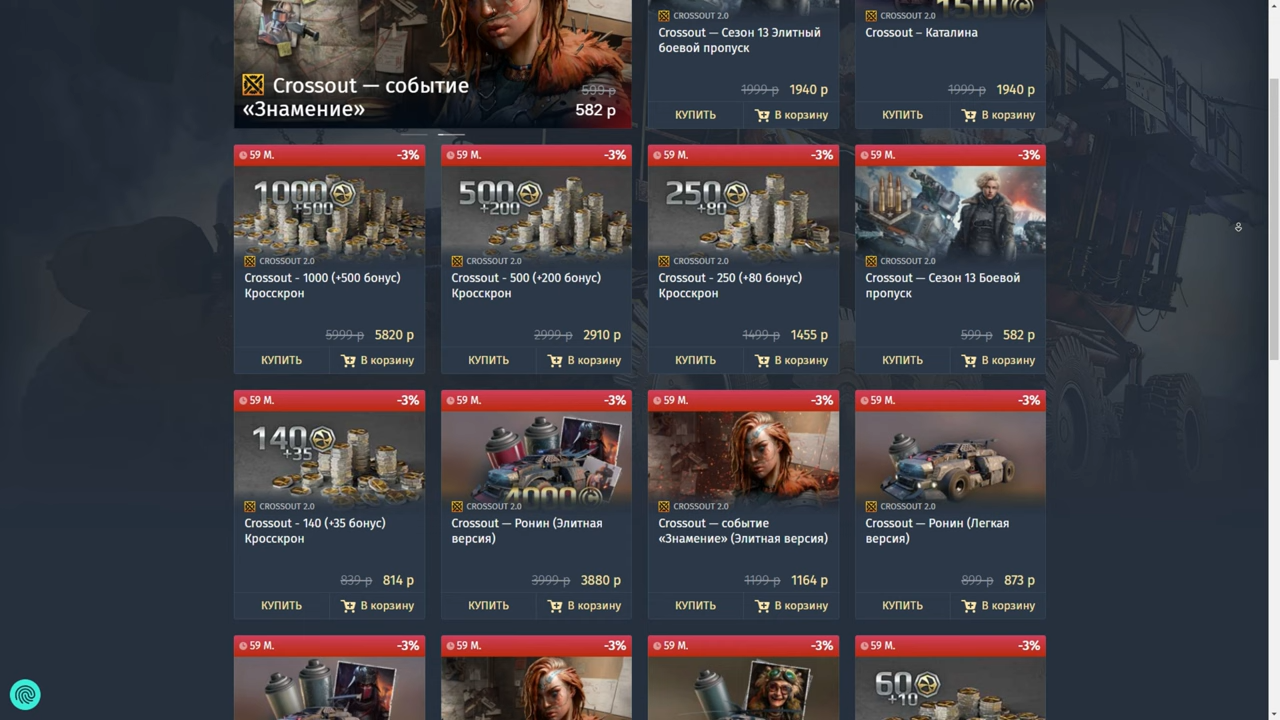 Crossout — событие
«Знамение»
599 р
582 р
CROSSOUT 2.0
Crossout — Сезон 13 Элитный
боевой пропуск
1999 р 1940 р
КУПИТЬ В корзину
1500
CROSSOUT 2.0
Crossout – Каталина
1999 р 1940 р
КУПИТЬ В корзину
59 М. -3%
1000
+500
CROSSOUT 2.0
Crossout - 1000 (+500 бонус)
Кросскрон
5999 р 5820 р
КУПИТЬ В корзину
59 М. -3%
500
+200
CROSSOUT 2.0
Crossout - 500 (+200 бонус)
Кросскрон
2999 р 2910 р
КУПИТЬ В корзину
59 М. -3%
250
+80
CROSSOUT 2.0
Crossout - 250 (+80 бонус)
Кросскрон
1499 р 1455 р
КУПИТЬ В корзину
59 М. -3%
CROSSOUT 2.0
Crossout — Сезон 13 Боевой
пропуск
599 р 582 р
КУПИТЬ В корзину
59 М. -3%
140
+35
CROSSOUT 2.0
Crossout - 140 (+35 бонус)
Кросскрон
839 р 814 р
КУПИТЬ В корзину
59 М. -3%
4000
CROSSOUT 2.0
Crossout — Ронин (Элитная
версия)
3999 р 3880 р
КУПИТЬ В корзину
59 М. -3%
CROSSOUT 2.0
Crossout — событие
«Знамение» (Элитная версия)
1199 р 1164 р
КУПИТЬ В корзину
59 М. -3%
CROSSOUT 2.0
Crossout — Ронин (Легкая
версия)
899 р 873 р
КУПИТЬ В корзину
59 М. -3%
59 М. -3%
59 М. -3%
59 М. -3%
60
+10